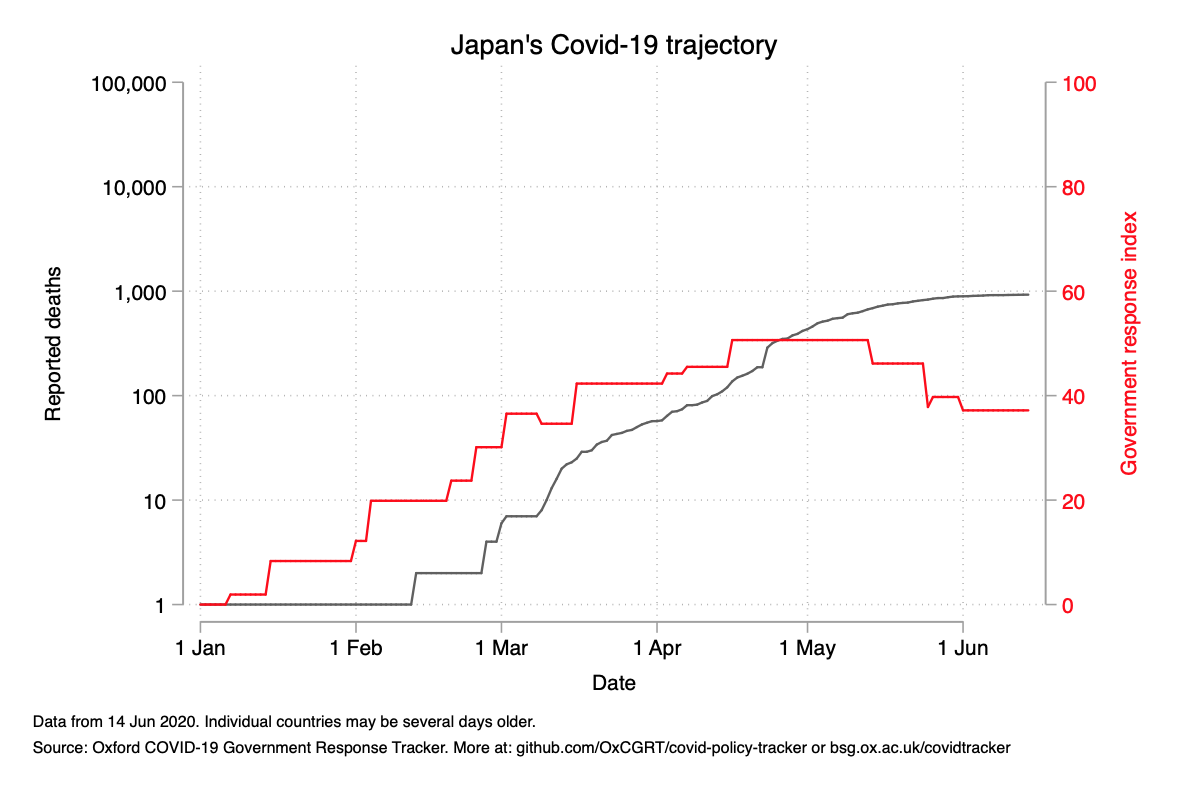 Japan's Covid-19 trajectory
100,000
10,000
1,000
100
10
1
Reported deaths
100
80
60
40
20
0
Government response index
1 Jan
1 Feb
1 Mar
1 Apr
1 May
1 Jun
Date
Data from 14 Jun 2020. Individual countries may be several days older.
Source: Oxford COVID-19 Government Response Tracker. More at: github.com/OxCGRT/covid-policy-tracker or bsg.ox.ac.uk/covidtracker